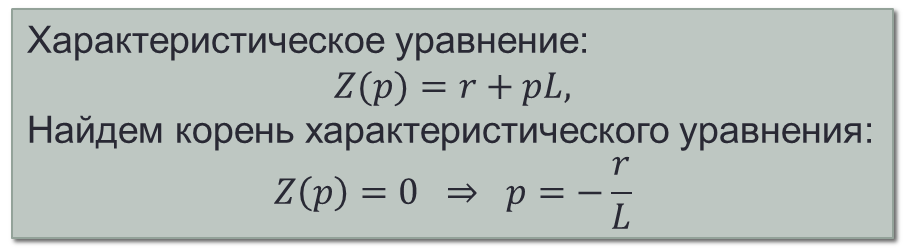 Характеристическое уравнение:
Z(p) = r + pL,
Найдем корень характеристического уравнения:
Z(p) = 0 ⇒ p = −r/L